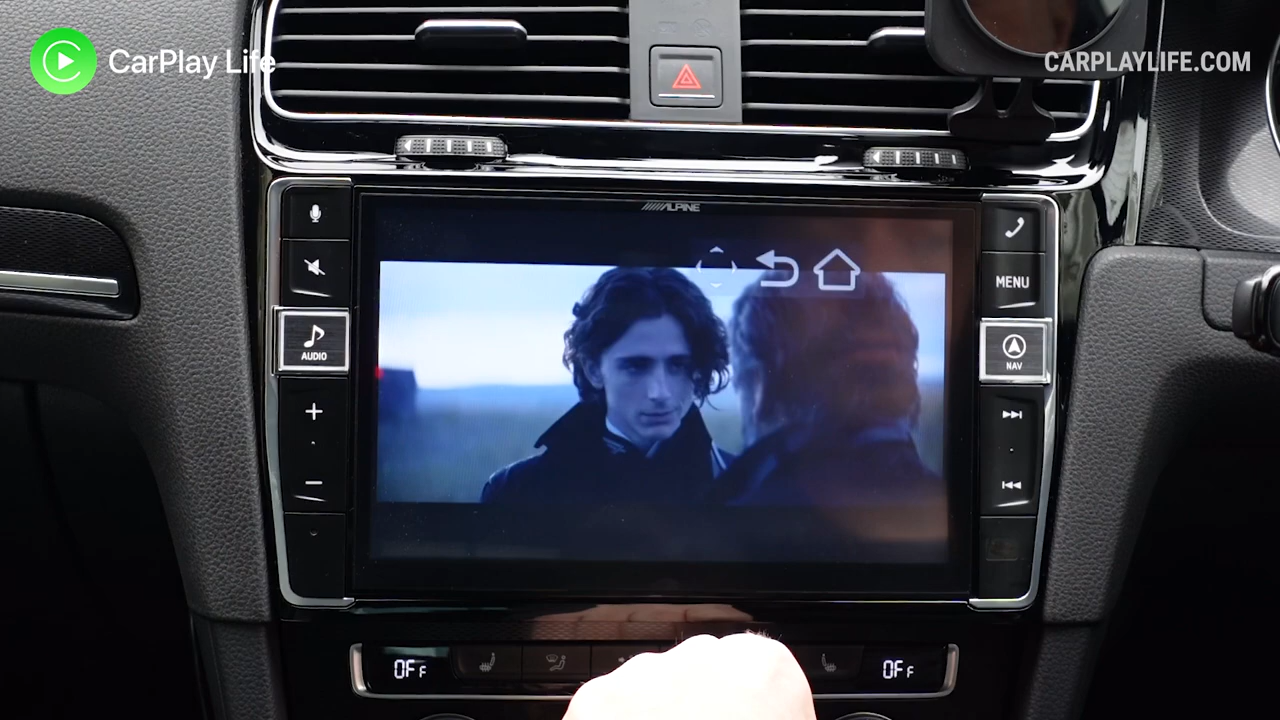 CarPlay Life
CARPLAYLIFE.COM
ALPINE
MENU
AUDIO
NAV
OFF
OFF